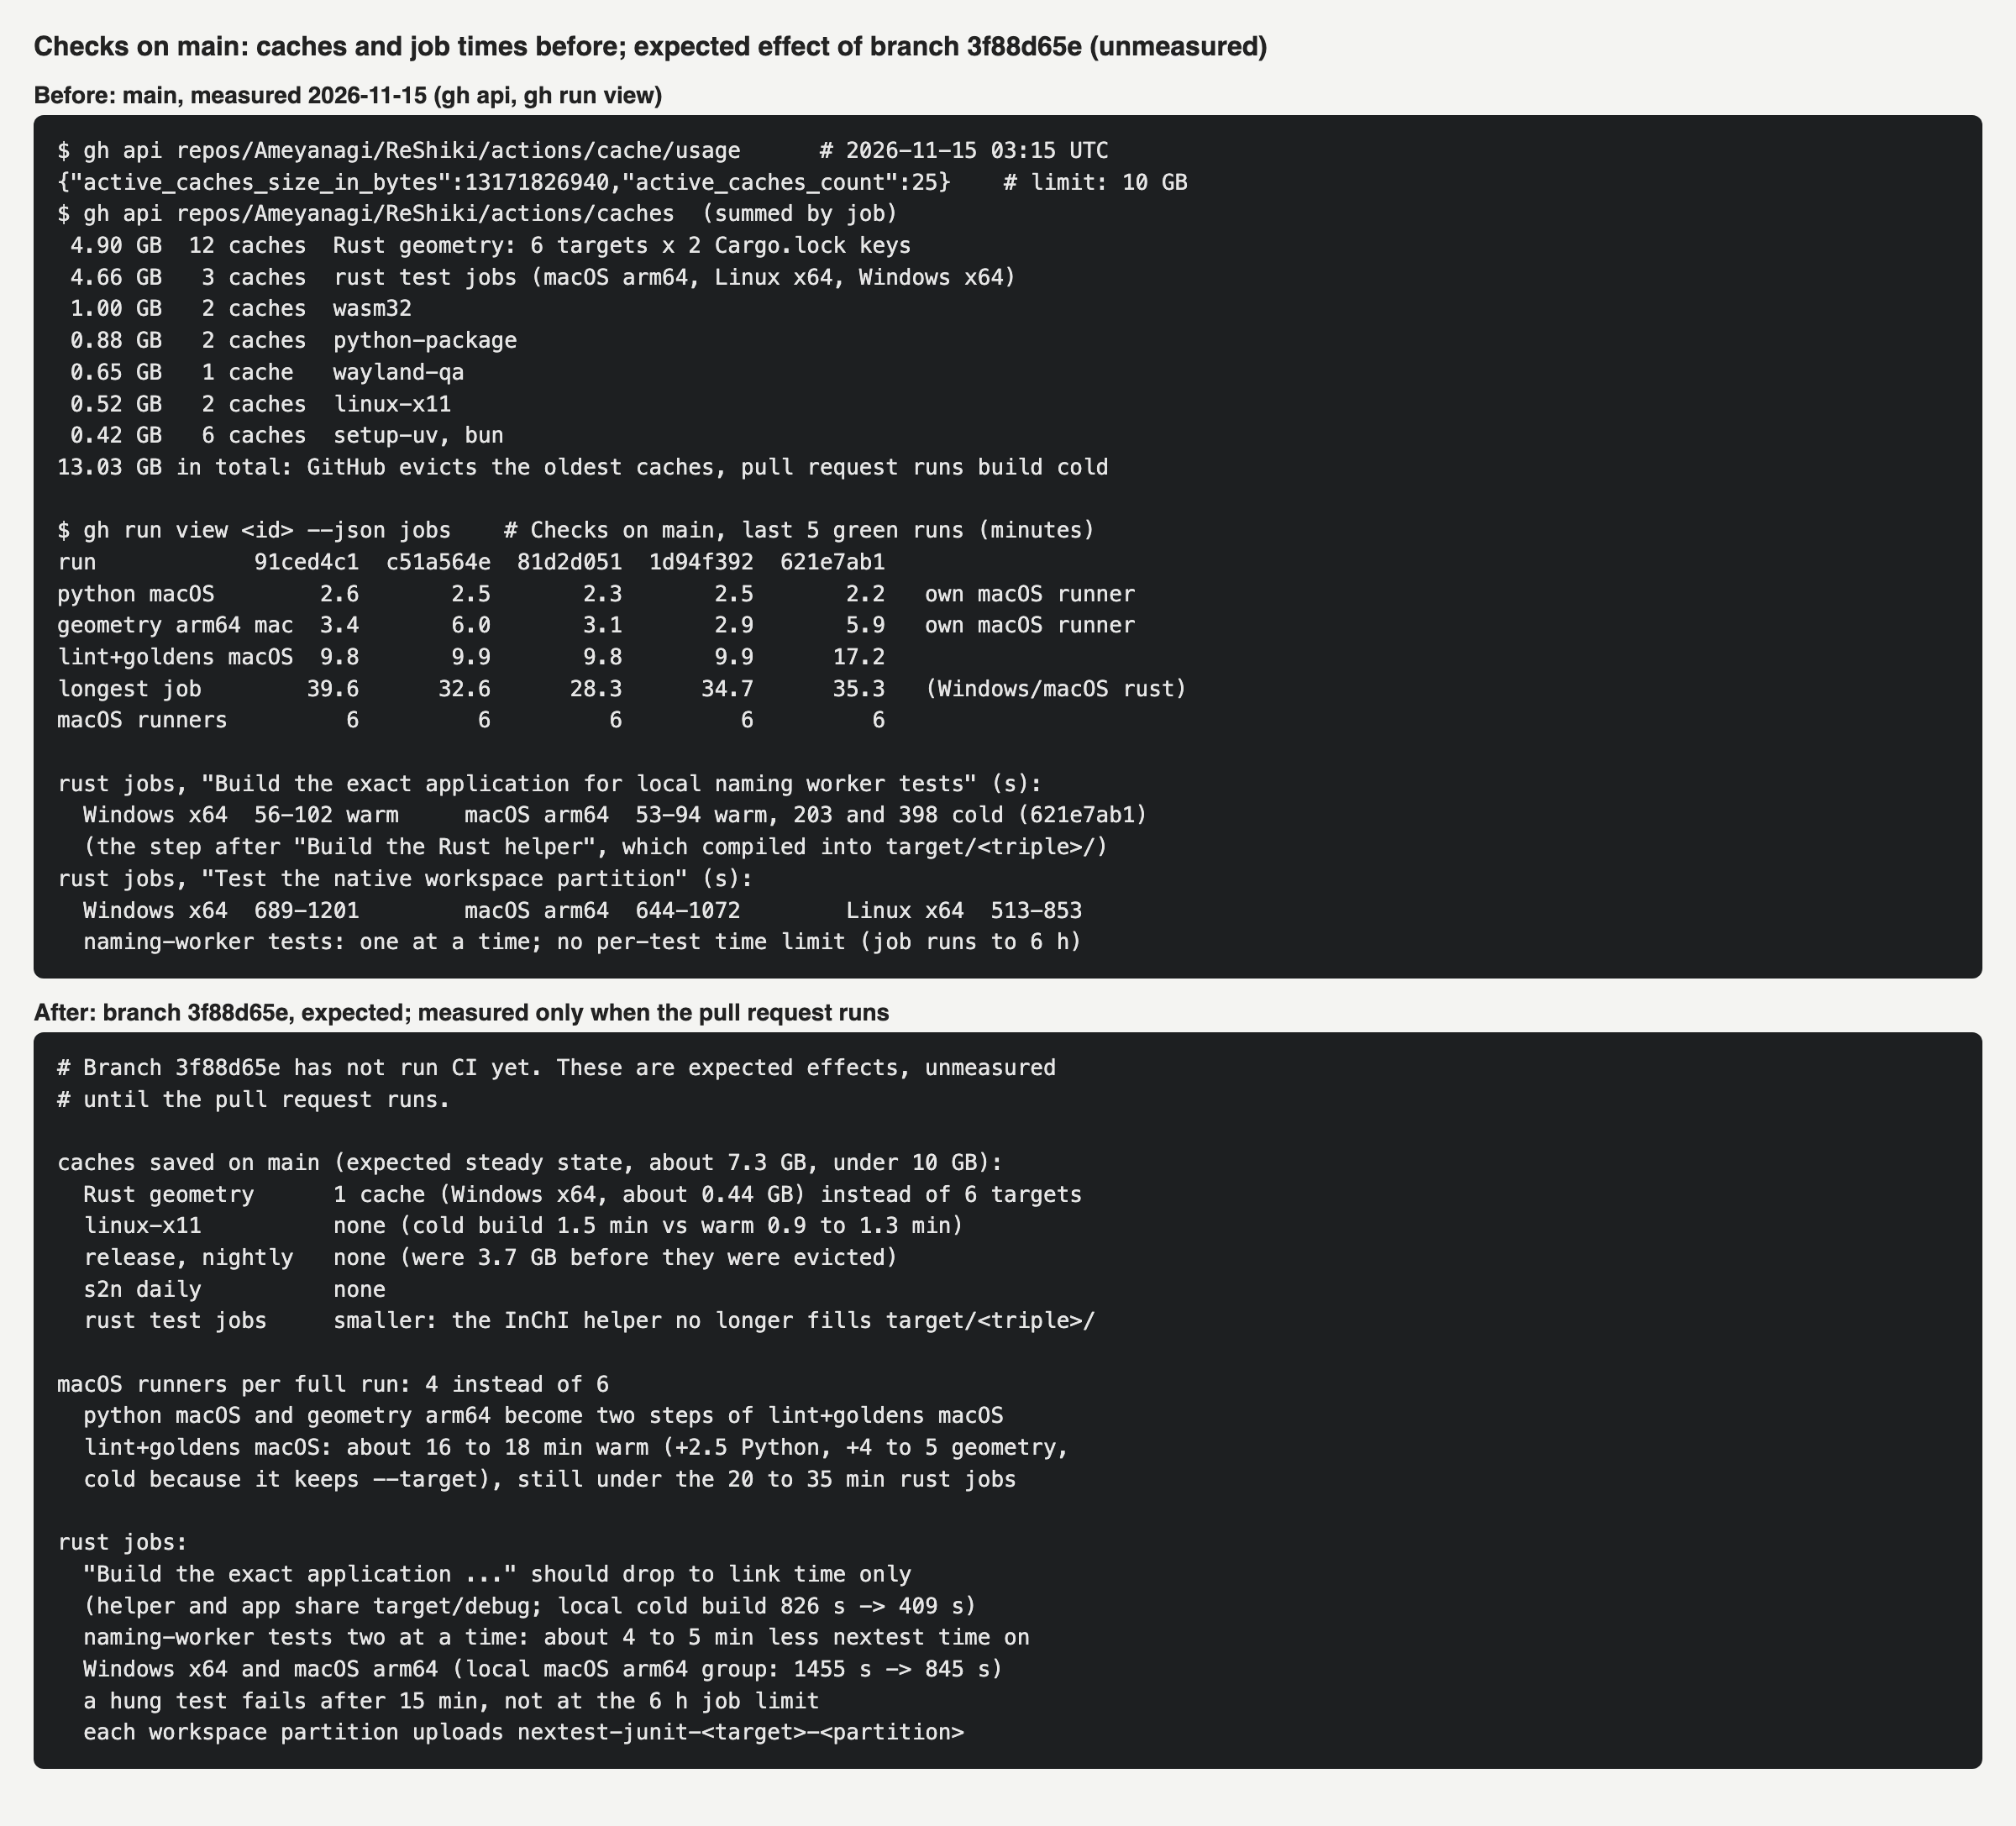 Checks on main: caches and job times before; expected effect of branch 3f88d65e (unmeasured)
Before: main, measured 2026-11-15 (gh api, gh run view)
$ gh api repos/Ameyanagi/ReShiki/actions/cache/usage      # 2026-11-15 03:15 UTC
{"active_caches_size_in_bytes":13171826940,"active_caches_count":25}    # limit: 10 GB
$ gh api repos/Ameyanagi/ReShiki/actions/caches  (summed by job)
 4.90 GB  12 caches  Rust geometry: 6 targets x 2 Cargo.lock keys
 4.66 GB   3 caches  rust test jobs (macOS arm64, Linux x64, Windows x64)
 1.00 GB   2 caches  wasm32
 0.88 GB   2 caches  python-package
 0.65 GB   1 cache   wayland-qa
 0.52 GB   2 caches  linux-x11
 0.42 GB   6 caches  setup-uv, bun
13.03 GB in total: GitHub evicts the oldest caches, pull request runs build cold
$ gh run view <id> --json jobs    # Checks on main, last 5 green runs (minutes)
run            91ced4c1  c51a564e  81d2d051  1d94f392  621e7ab1
python macOS        2.6       2.5       2.3       2.5       2.2   own macOS runner
geometry arm64 mac  3.4       6.0       3.1       2.9       5.9   own macOS runner
lint+goldens macOS  9.8       9.9       9.8       9.9      17.2
longest job        39.6      32.6      28.3      34.7      35.3   (Windows/macOS rust)
macOS runners         6         6         6         6         6
rust jobs, "Build the exact application for local naming worker tests" (s):
  Windows x64  56-102 warm     macOS arm64  53-94 warm, 203 and 398 cold (621e7ab1)
  (the step after "Build the Rust helper", which compiled into target/<triple>/)
rust jobs, "Test the native workspace partition" (s):
  Windows x64  689-1201        macOS arm64  644-1072        Linux x64  513-853
  naming-worker tests: one at a time; no per-test time limit (job runs to 6 h)
After: branch 3f88d65e, expected; measured only when the pull request runs
# Branch 3f88d65e has not run CI yet. These are expected effects, unmeasured
# until the pull request runs.
caches saved on main (expected steady state, about 7.3 GB, under 10 GB):
  Rust geometry      1 cache (Windows x64, about 0.44 GB) instead of 6 targets
  linux-x11          none (cold build 1.5 min vs warm 0.9 to 1.3 min)
  release, nightly   none (were 3.7 GB before they were evicted)
  s2n daily          none
  rust test jobs     smaller: the InChI helper no longer fills target/<triple>/
macOS runners per full run: 4 instead of 6
  python macOS and geometry arm64 become two steps of lint+goldens macOS
  lint+goldens macOS: about 16 to 18 min warm (+2.5 Python, +4 to 5 geometry,
  cold because it keeps --target), still under the 20 to 35 min rust jobs
rust jobs:
  "Build the exact application ..." should drop to link time only
  (helper and app share target/debug; local cold build 826 s -> 409 s)
  naming-worker tests two at a time: about 4 to 5 min less nextest time on
  Windows x64 and macOS arm64 (local macOS arm64 group: 1455 s -> 845 s)
  a hung test fails after 15 min, not at the 6 h job limit
  each workspace partition uploads nextest-junit-<target>-<partition>